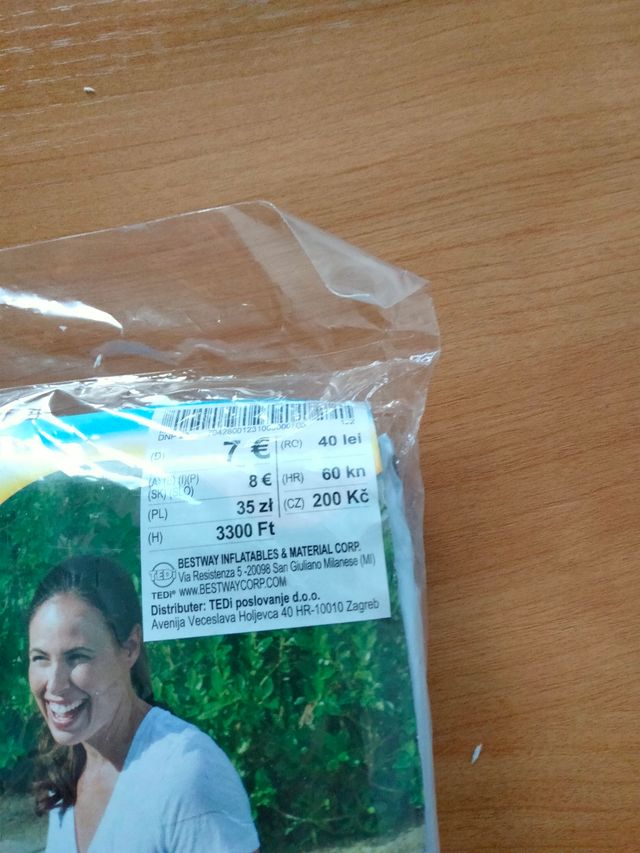 (D) 7 € (RO) 40 lei
8 € (HR) 60 kn
(PL) 35 zł (CZ) 200 Kč
(H) 3300 Ft
BESTWAY INFLATABLES & MATERIAL CORP.
Via Resistenza 5 -20098 San Giuliano Milanese (MI)
TEDi® www.BESTWAYCORP.COM
Distributer: TEDi poslovanje d.o.o.
Avenija Veceslava Holjevca 40 HR-10010 Zagreb